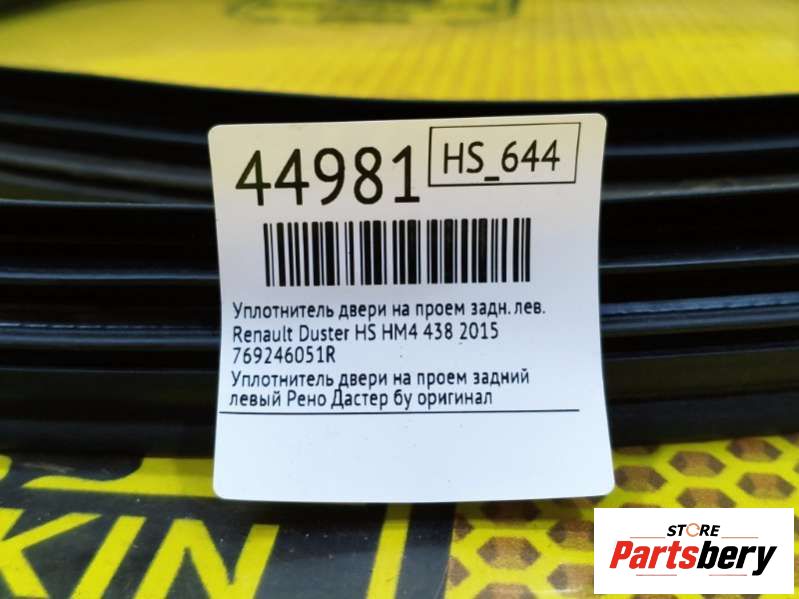 44981
HS_644
Уплотнитель двери на проем задн. лев.
Renault Duster HS HM4 438 2015
769246051R
Уплотнитель двери на проем задний
левый Рено Дастер бу оригинал
KIN
STORE
Partsbery